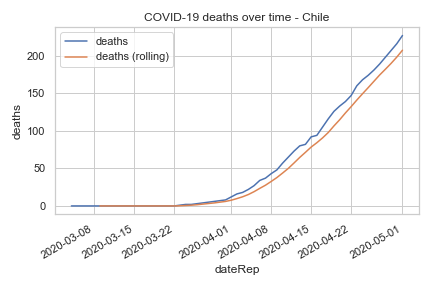 COVID-19 deaths over time - Chile
deaths
deaths (rolling)
deaths
200
150
100
50
0
2020-03-08
2020-03-15
2020-03-22
2020-04-01
2020-04-08
2020-04-15
2020-04-22
2020-05-01
dateRep